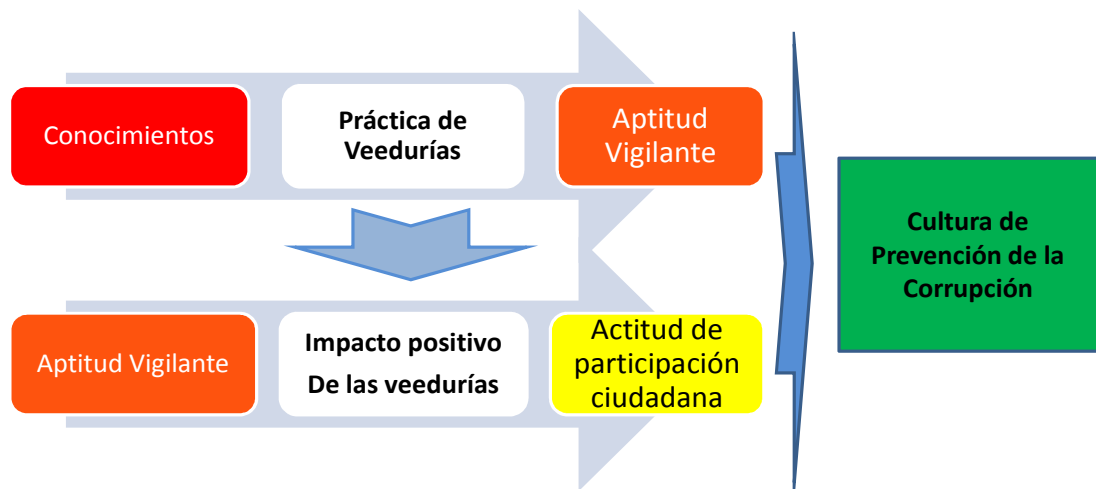 Conocimientos
Práctica de
Veedurías
Aptitud
Vigilante
Cultura de
Prevención de la
Corrupción
Aptitud Vigilante
Impacto positivo
De las veedurías
Actitud de
participación
ciudadana